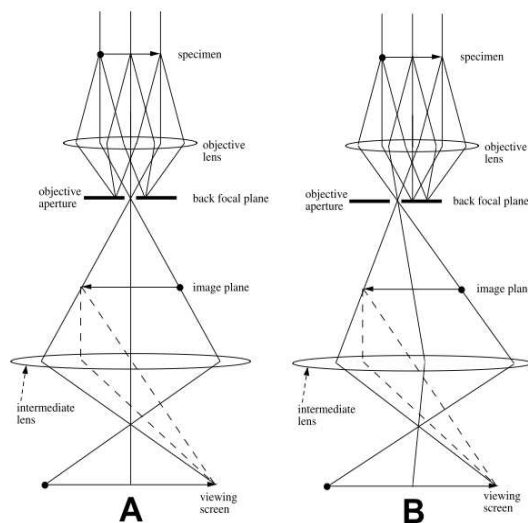 specimen
objective
lens
objective
aperture
back focal plane
image plane
intermediate
lens
viewing
screen
A
specimen
objective
lens
objective
aperture
back focal plane
image plan
intermediate
lens
viewing
screen
B